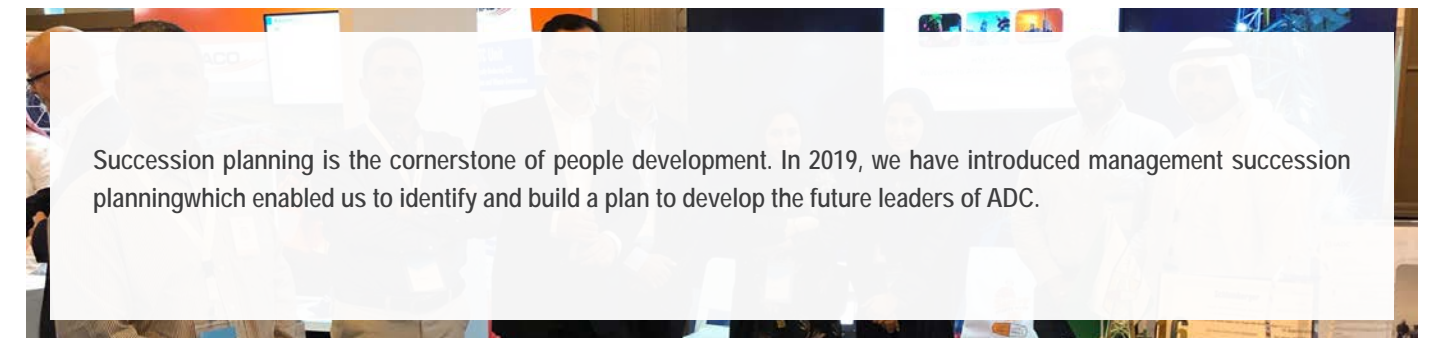 Succession planning is the cornerstone of people development. In 2019, we have introduced management succession
planningwhich enabled us to identify and build a plan to develop the future leaders of ADC.